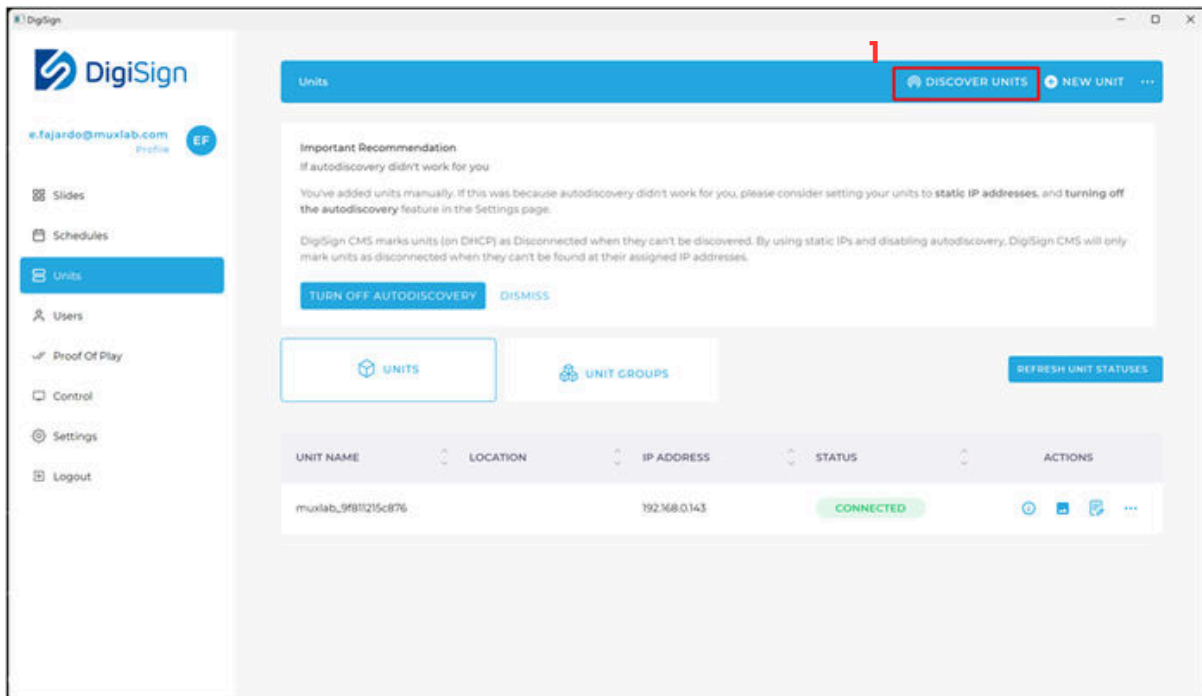 DigiSign
DigiSign
e.fajardo@muxlab.com
Profile
EF
Slides
Schedules
Units
Users
Proof Of Play
Control
Settings
Logout
1
Units
DISCOVER UNITS
NEW UNIT
Important Recommendation
If autodiscovery didn't work for you
You've added units manually. If this was because autodiscovery didn't work for you, please consider setting your units to static IP addresses, and turning off
the autodiscovery feature in the Settings page.
DigiSign CMS marks units (on DHCP) as Disconnected when they can't be discovered. By using static IPs and disabling autodiscovery, DigiSign CMS will only
mark units as disconnected when they can't be found at their assigned IP addresses.
TURN OFF AUTODISCOVERY
DISMISS
UNITS
UNIT GROUPS
REFRESH UNIT STATUSES
UNIT NAME LOCATION IP ADDRESS STATUS ACTIONS
muxlab_9f811215c876 192.168.0.143 CONNECTED